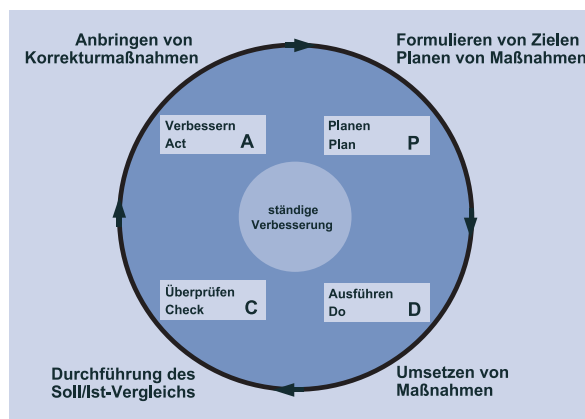 Anbringen von
Korrekturmaßnahmen
Formulieren von Zielen
Planen von Maßnahmen
Verbessern
Act A
Planen
Plan P
ständige
Verbesserung
Überprüfen
Check C
Ausführen
Do D
Durchführung des
Soll/Ist-Vergleichs
Umsetzen von
Maßnahmen